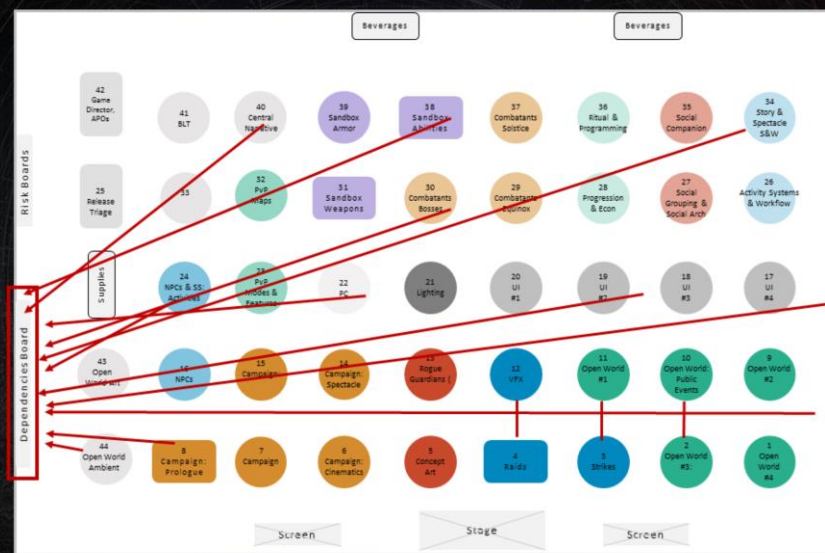 Beverages
Beverages
42
Game
Director,
APOs
41
BLT
40
Central
Narrative
39
Sandbox
Armor
38
Sandbox
Abilities
37
Combatants
Solstice
36
Ritual &
Programming
35
Social
Companion
34
Story &
Spectacle
S&W
Risk Boards
25
Release
Triage
33
32
PvP
Maps
31
Sandbox
Weapons
30
Combatants
Bosses
29
Combatants
Equinox
28
Progression
& Econ
27
Social
Grouping &
Social Arch
26
Activity Systems
& Workflow
Supplies
24
NPCs & SS:
Activities
23
PvP
Modes &
Features
22
PC
21
Lighting
20
UI
#1
19
UI
#2
18
UI
#3
17
UI
#4
Dependencies Board
43
Open
World Art
16
NPCs
15
Campaign:
14
Campaign:
Spectacle
13
Rogue
Guardians (
12
VFX
11
Open World
#1
10
Open World:
Public
Events
9
Open World
#2
44
Open World
Ambient
8
Campaign:
Prologue
7
Campaign
6
Campaign:
Cinematics
5
Concept
Art
4
Raids
3
Strikes
2
Open World
#3:
1
Open
World
#4
Screen
Stage
Screen